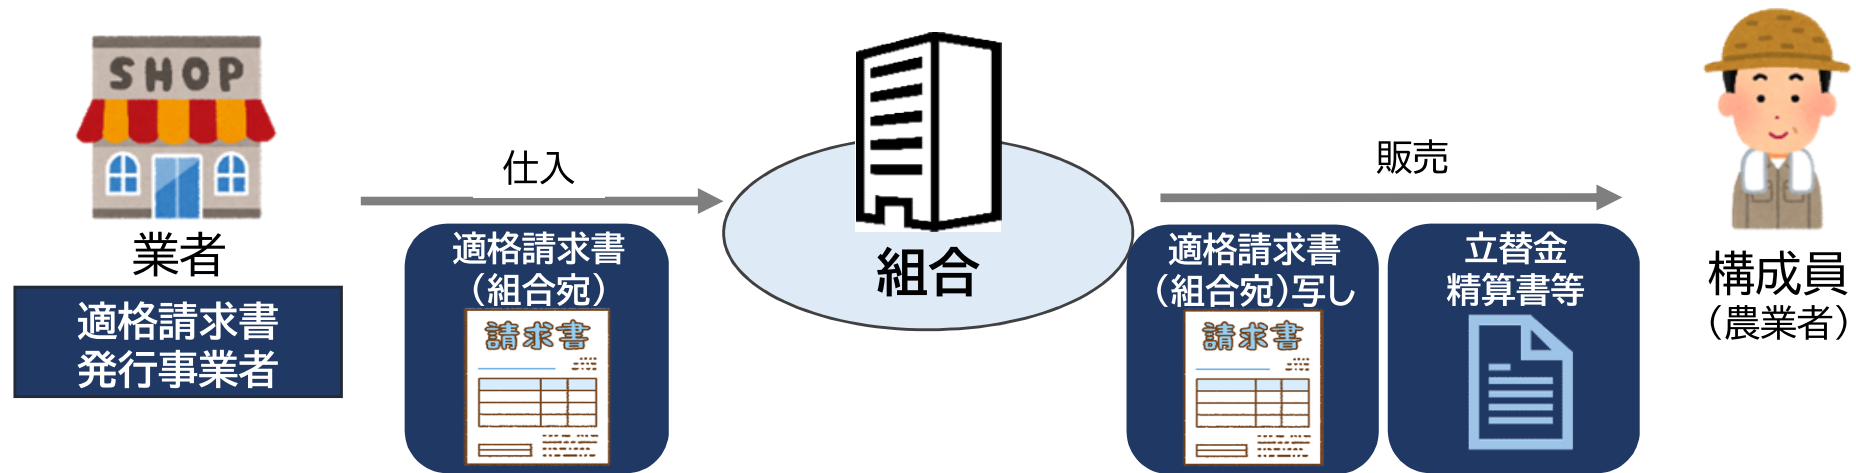 SHOP
業者
適格請求書
発行事業者
仕入
適格請求書
（組合宛）
請求書
組合
販売
適格請求書
（組合宛）写し
請求書
立替金
精算書等
構成員
（農業者）